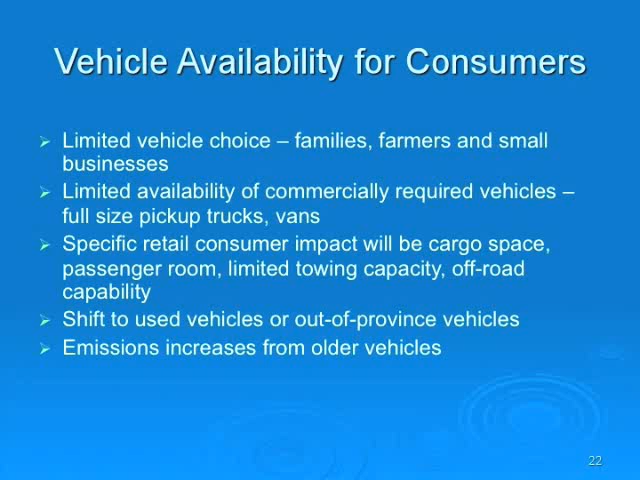 Vehicle Availability for Consumers
Limited vehicle choice – families, farmers and small
businesses
Limited availability of commercially required vehicles –
full size pickup trucks, vans
Specific retail consumer impact will be cargo space,
passenger room, limited towing capacity, off-road
capability
Shift to used vehicles or out-of-province vehicles
Emissions increases from older vehicles
22